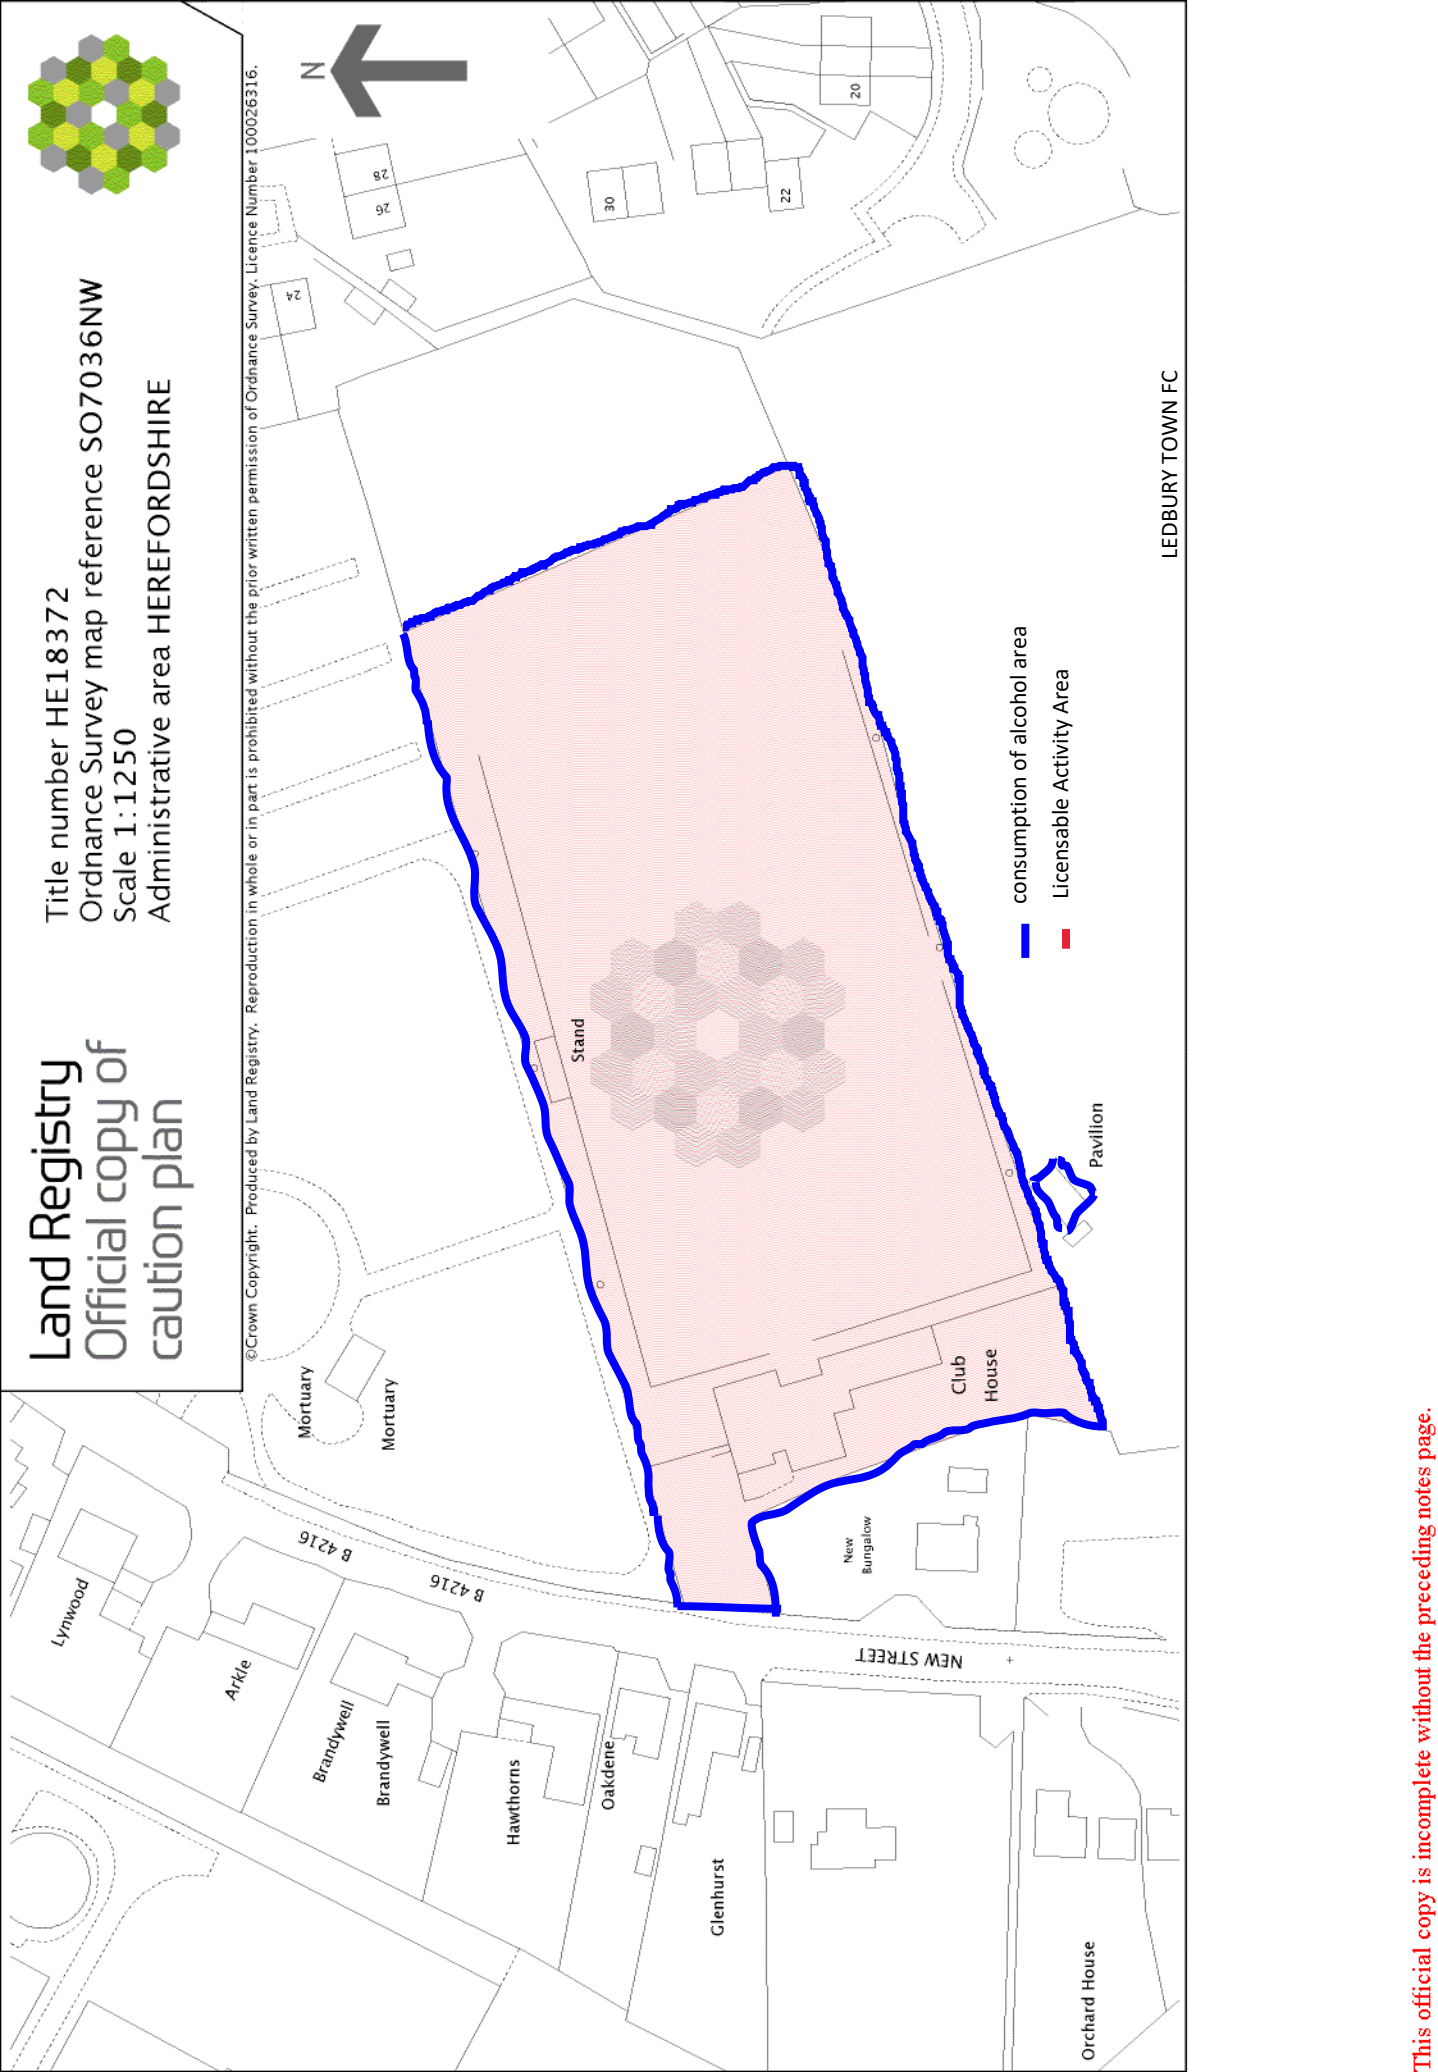 Land Registry
Official copy of
caution plan
Title number HE18372
Ordnance Survey map reference SO7036NW
Scale 1:1250
Administrative area HEREFORDSHIRE
©Crown Copyright. Produced by Land Registry. Reproduction in whole or in part is prohibited without the prior written permission of Ordnance Survey. Licence Number 100026316.
N
24
26
28
30
22
20
Mortuary
Mortuary
Stand
Club
House
Pavilion
New
Bungalow
B 4216
B 4216
NEW STREET
Lynwood
Arkle
Brandywell
Brandywell
Hawthorns
Oakdene
Glenhurst
Orchard House
consumption of alcohol area
Licensable Activity Area
LEDBURY TOWN FC
This official copy is incomplete without the preceding notes page.